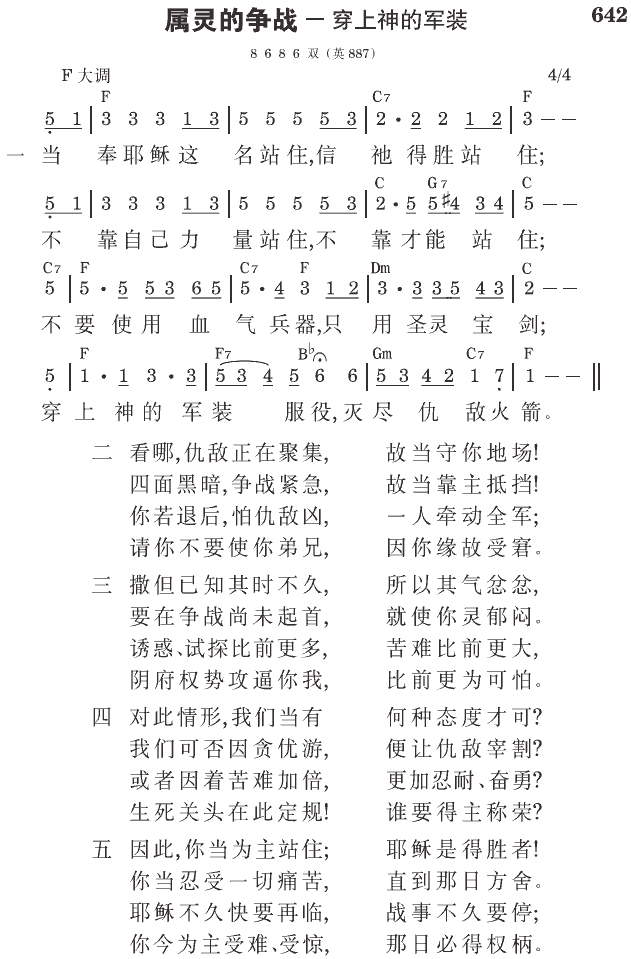 属灵的争战 — 穿上神的军装 642
8 6 8 6 双（英887）
F 大调 4/4
F C7 F
5 1 | 3 3 3 1 3 | 5 5 5 5 3 | 2 • 2 2 1 2 | 3 — —
一 当 奉耶稣这 名站住,信 祂 得胜站 住;
C G7 C
5 1 | 3 3 3 1 3 | 5 5 5 5 3 | 2 • 5 5 #4 3 4 | 5 — —
不 靠自己力 量站住,不 靠才能 站 住;
C7 F C7 F Dm C
5 | 5 • 5 5 3 6 5 | 5 • 4 3 1 2 | 3 • 3 3 5 4 3 | 2 — —
不 要 使用 血 气 兵器,只 用圣灵 宝 剑;
F F7 B♭ Gm C7 F
5 | 1 • 1 3 • 3 | 5 3 4 5 6 6 | 5 3 4 2 1 7 | 1 — — ‖
穿 上 神的 军装 服役,灭尽 仇 敌火 箭。
二 看哪,仇敌正在聚集, 故当守你地场!
四面黑暗,争战紧急, 故当靠主抵挡!
你若退后,怕仇敌凶, 一人牵动全军;
请你不要使你弟兄, 因你缘故受窘。
三 撒但已知其时不久, 所以其气忿忿,
要在争战尚未起首, 就使你灵郁闷。
诱惑、试探比前更多, 苦难比前更大,
阴府权势攻逼你我, 比前更为可怕。
四 对此情形,我们当有 何种态度才可?
我们可否因贪优游, 便让仇敌宰割?
或者因着苦难加倍, 更加忍耐、奋勇?
生死关头在此定规! 谁要得主称荣?
五 因此,你当为主站住; 耶稣是得胜者!
你当忍受一切痛苦, 直到那日方舍。
耶稣不久快要再临, 战事不久要停;
你今为主受难、受惊, 那日必得权柄。